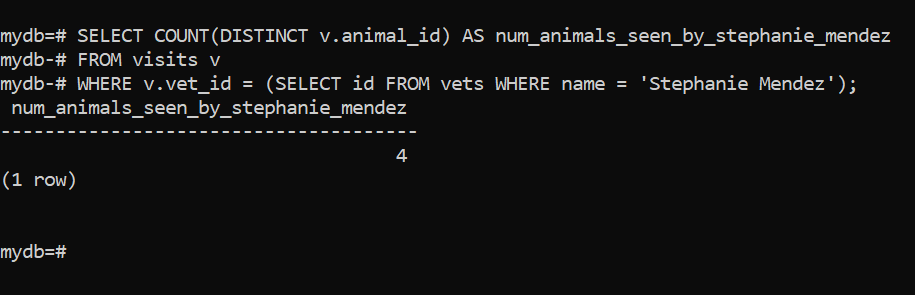 mydb=# SELECT COUNT(DISTINCT v.animal_id) AS num_animals_seen_by_stephanie_mendez
mydb-# FROM visits v
mydb-# WHERE v.vet_id = (SELECT id FROM vets WHERE name = 'Stephanie Mendez');
 num_animals_seen_by_stephanie_mendez
--------------------------------------
                                    4
(1 row)
mydb=#